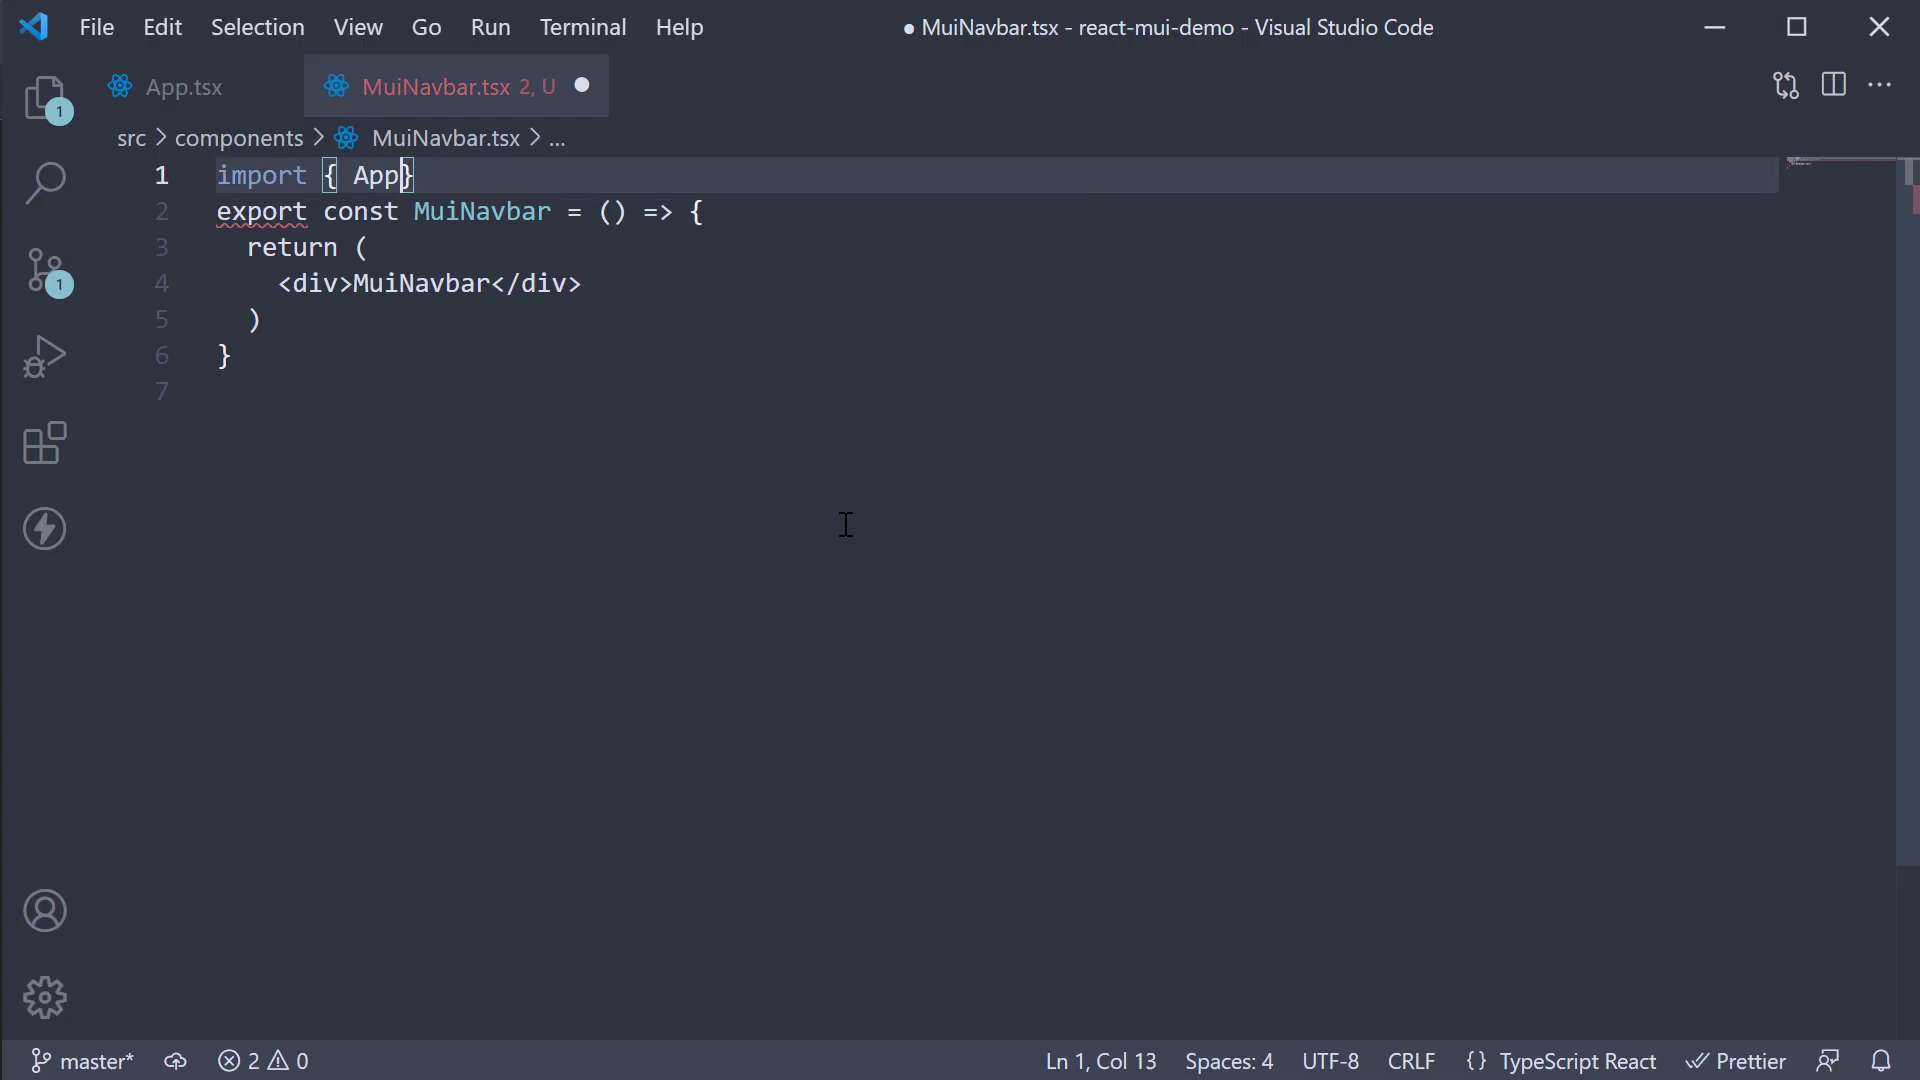 File Edit Selection View Go Run Terminal Help
● MuiNavbar.tsx - react-mui-demo - Visual Studio Code
App.tsx
MuiNavbar.tsx 2, U
src > components > MuiNavbar.tsx > ...
1 import { App}
2 export const MuiNavbar = () => {
3 return (
4 <div>MuiNavbar</div>
5 )
6 }
7
1
1
master* 2 0
Ln 1, Col 13 Spaces: 4 UTF-8 CRLF {} TypeScript React Prettier